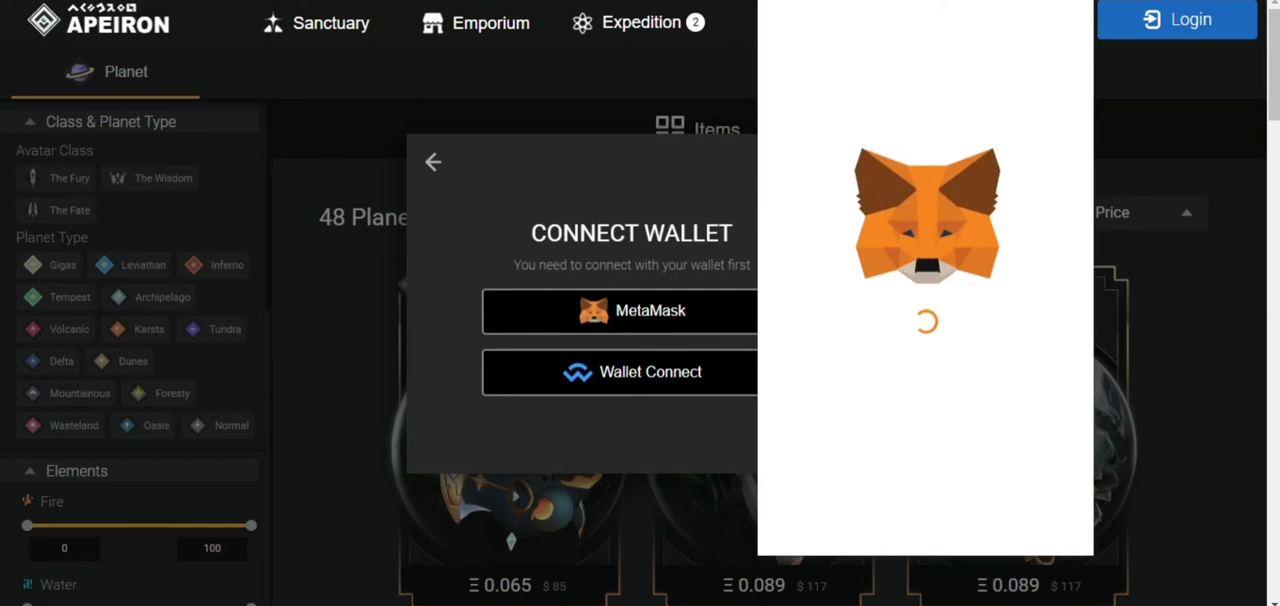 APEIRON
Sanctuary
Emporium
Expedition 2
Login
Planet
Class & Planet Type
Avatar Class
The Fury
The Wisdom
The Fate
Planet Type
Gigas
Leviathan
Inferno
Tempest
Archipelago
Volcanic
Karsts
Tundra
Delta
Dunes
Mountainous
Foresty
Wasteland
Oasis
Normal
Elements
Fire
0
100
Water
Items
48 Plane
Price
CONNECT WALLET
You need to connect with your wallet first
MetaMask
Wallet Connect
Ξ 0.065 $ 85
Ξ 0.089 $ 117
Ξ 0.089 $ 117